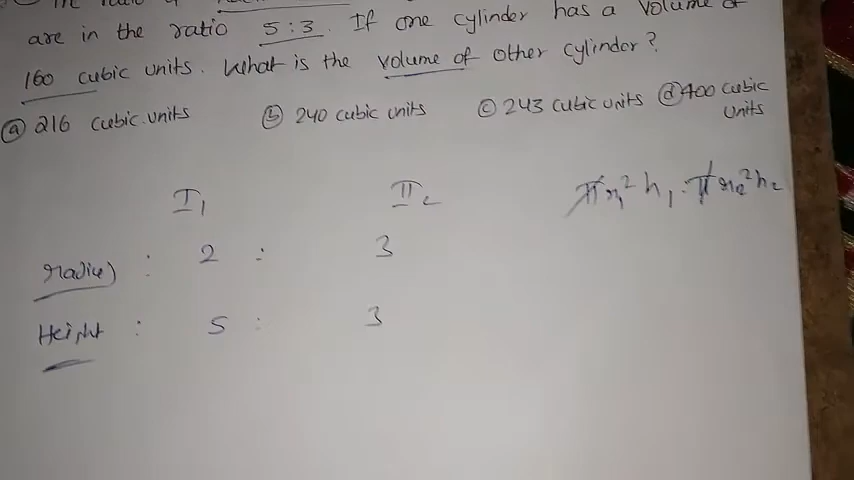 are in the ratio 5:3. If one cylinder has a volume of
160 cubic units. What is the volume of other cylinder?
ⓐ 216 cubic units ⓑ 240 cubic units ⓒ 243 cubic units ⓓ 400 cubic units
I₁ II₂ πr₁²h₁ : πr₂²h₂
radius : 2 : 3
Height : 5 : 3